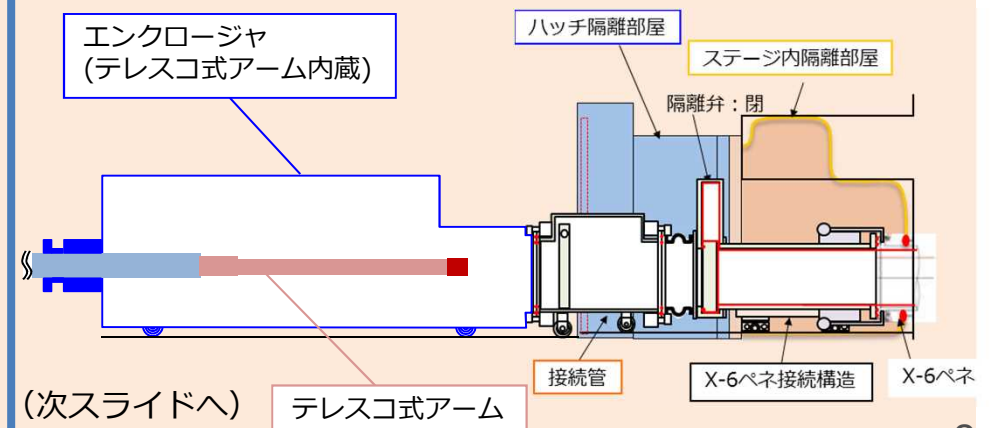 エンクロージャ
(テレスコ式アーム内蔵)
ハッチ隔離部屋
ステージ内隔離部屋
隔離弁：閉
接続管
X-6ペネ接続構造
X-6ペネ
(次スライドへ)
テレスコ式アーム